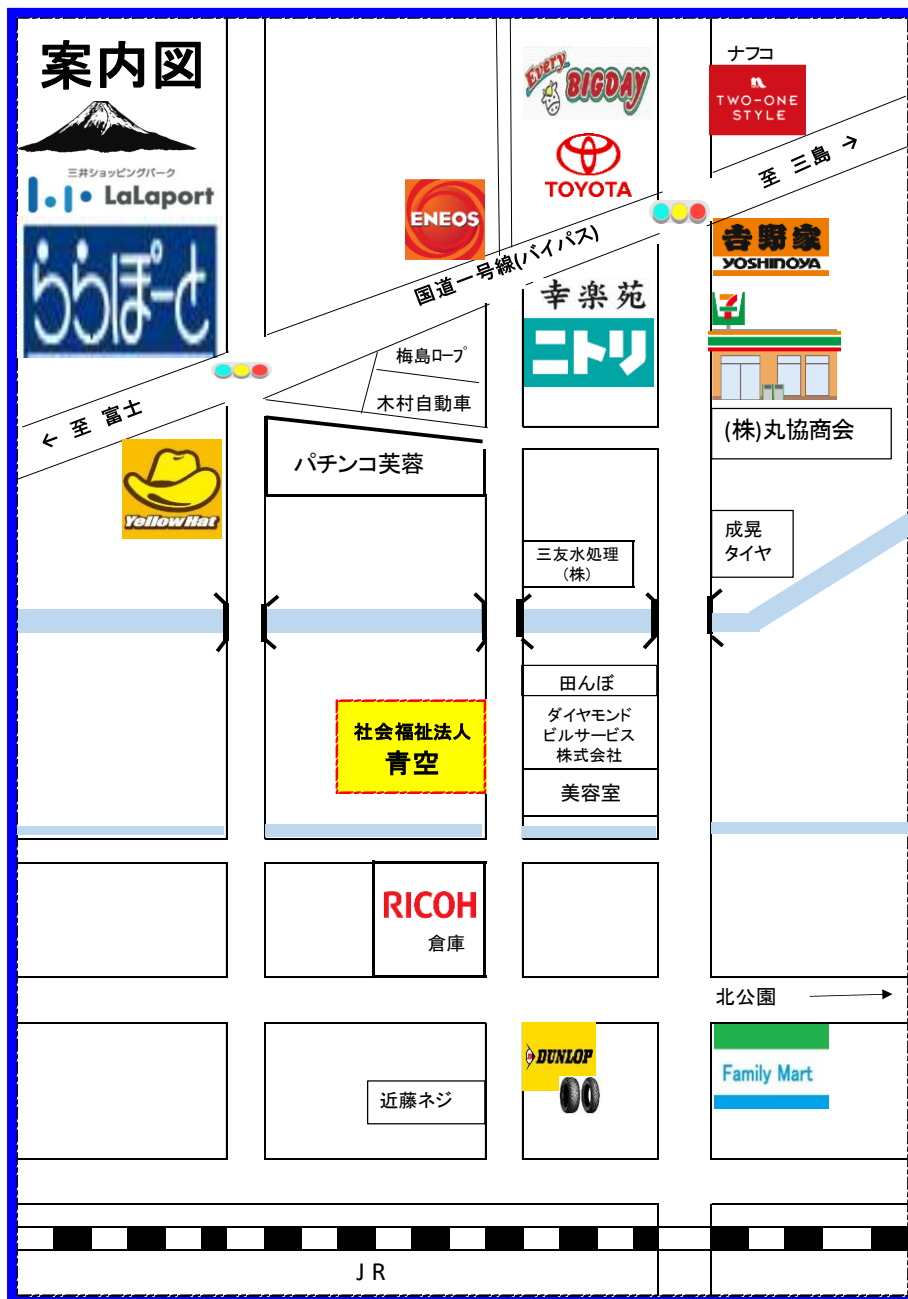 案内図
三井ショッピングパーク
LaLaport
ららぽーと
Every
BIGDAY
TOYOTA
ナフコ
TWO-ONE
STYLE
至 三島 →
ENEOS
国道一号線(バイパス)
吉野家
YOSHINOYA
幸楽苑
ニトリ
7
梅島ロープ
木村自動車
← 至 富士
(株)丸協商会
パチンコ芙蓉
YellowHat
成晃
タイヤ
三友水処理
(株)
田んぼ
社会福祉法人
青空
ダイヤモンド
ビルサービス
株式会社
美容室
RICOH
倉庫
北公園
DUNLOP
Family Mart
近藤ネジ
JR